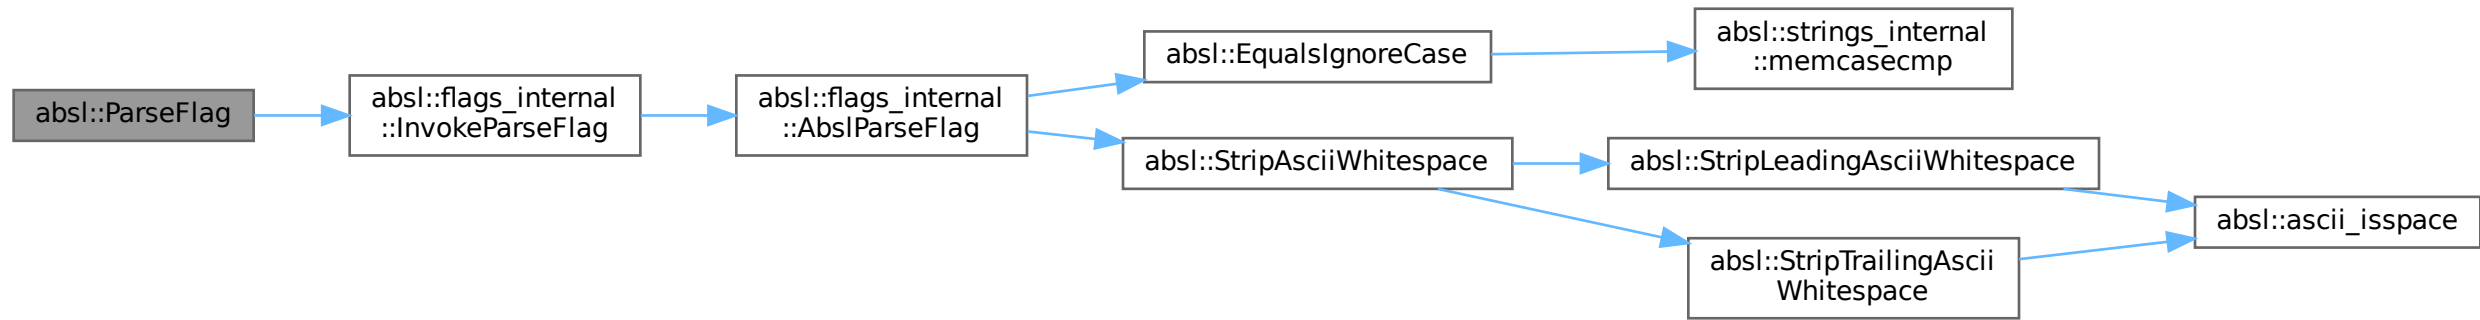 absl::ParseFlag
absl::flags_internal
::InvokeParseFlag
absl::flags_internal
::AbslParseFlag
absl::EqualsIgnoreCase
absl::strings_internal
::memcasecmp
absl::StripAsciiWhitespace
absl::StripLeadingAsciiWhitespace
absl::StripTrailingAscii
Whitespace
absl::ascii_isspace